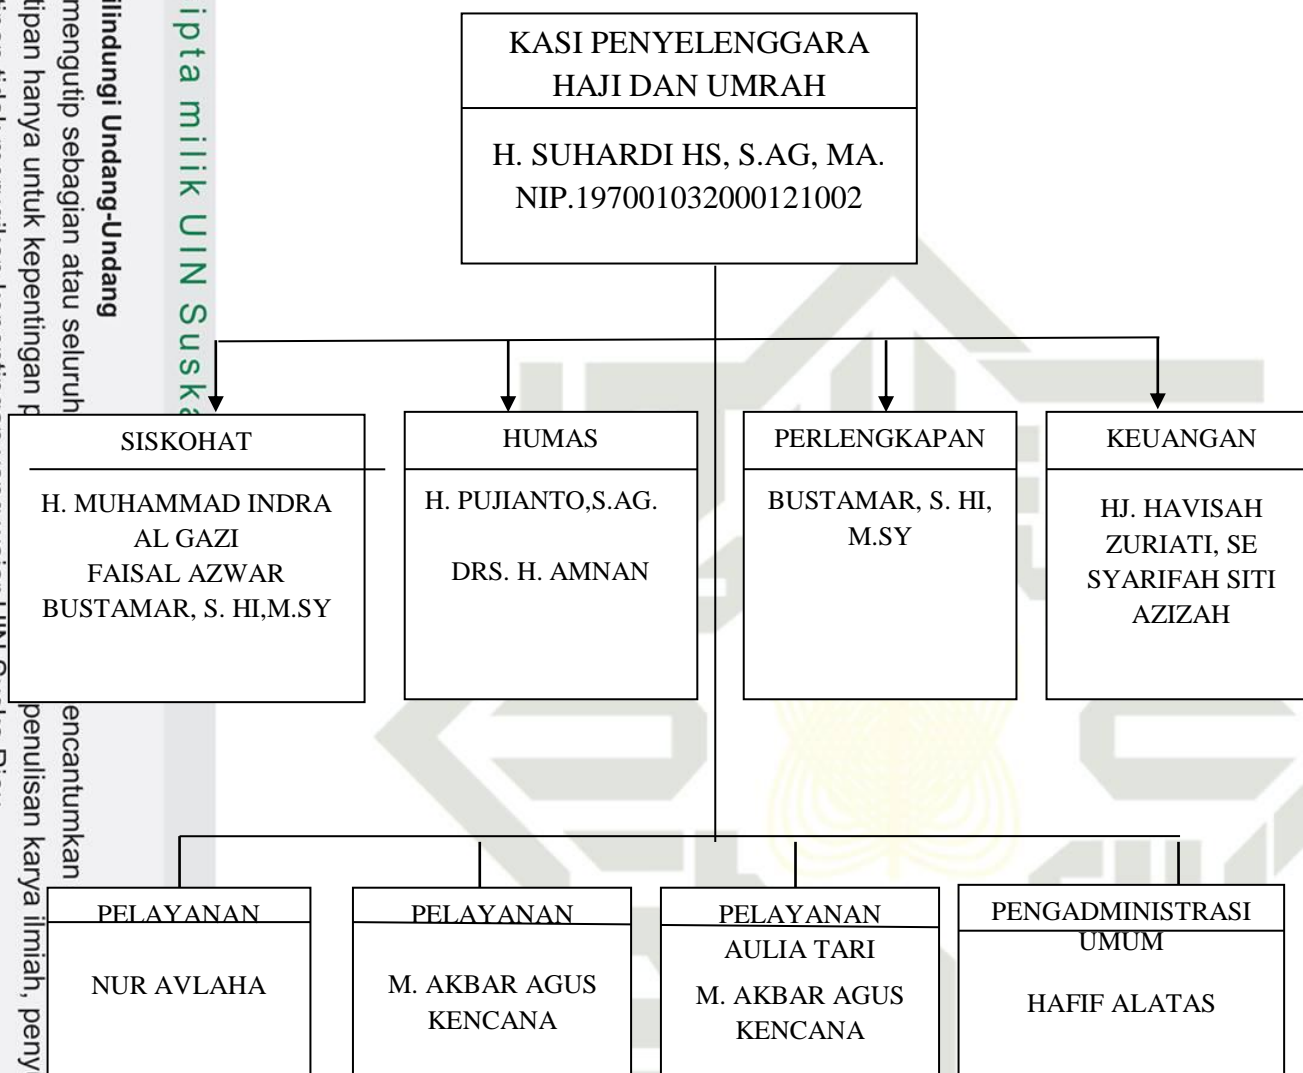 KASI PENYELENGGARA
HAJI DAN UMRAH
H. SUHARDI HS, S.AG, MA.
NIP.197001032000121002
SISKOHAT
H. MUHAMMAD INDRA
AL GAZI
FAISAL AZWAR
BUSTAMAR, S. HI,M.SY
HUMAS
H. PUJIANTO,S.AG.
DRS. H. AMNAN
PERLENGKAPAN
BUSTAMAR, S. HI,
M.SY
KEUANGAN
HJ. HAVISAH
ZURIATI, SE
SYARIFAH SITI
AZIZAH
PELAYANAN
NUR AVLAHA
PELAYANAN
M. AKBAR AGUS
KENCANA
PELAYANAN
AULIA TARI
M. AKBAR AGUS
KENCANA
PENGADMINISTRASI
UMUM
HAFIF ALATAS
ipta milik UIN Suska
ilindungi Undang-Undang
mengutip sebagian atau seluruh
encantumkan
tipan hanya untuk kepentingan p
penulisan karya ilmiah, peny